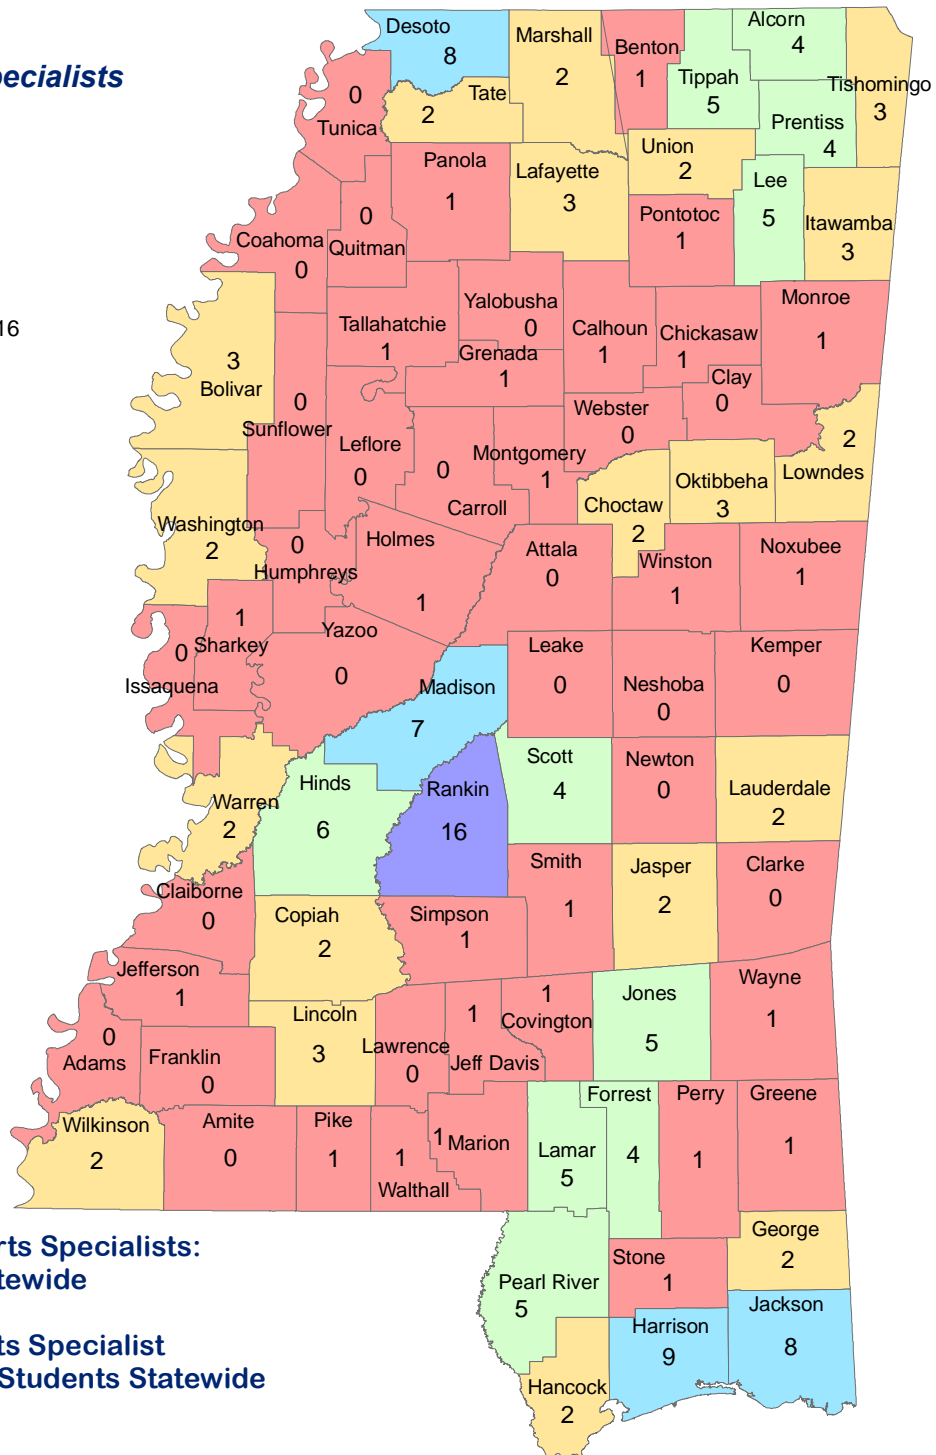 Desoto
8
Marshall
2
Benton
1
Alcorn
4
Tippah
5
Tishomingo
3
Prentiss
4
ecialists
0
Tunica
Tate
2
Union
2
Panola
1
Lafayette
3
Lee
5
Pontotoc
1
Itawamba
3
0
Quitman
Coahoma
0
16
3
Bolivar
Tallahatchie
1
Yalobusha
0
Grenada
1
Calhoun
1
Chickasaw
1
Monroe
1
Clay
0
0
Sunflower
Leflore
0
0
Carroll
Montgomery
1
Webster
0
Choctaw
2
Oktibbeha
3
2
Lowndes
Washington
2
0
Humphreys
Holmes
1
Attala
0
Winston
1
Noxubee
1
1
Sharkey
0
Issaquena
Yazoo
0
Madison
7
Leake
0
Neshoba
0
Kemper
0
Warren
2
Hinds
6
Rankin
16
Scott
4
Newton
0
Lauderdale
2
Claiborne
0
Copiah
2
Simpson
1
Smith
1
Jasper
2
Clarke
0
Jefferson
1
0
Adams
Franklin
0
Lincoln
3
Lawrence
0
1
Jeff Davis
1
Covington
Jones
5
Wayne
1
Wilkinson
2
Amite
0
Pike
1
1
Walthall
1
Marion
Lamar
5
Forrest
4
Perry
1
Greene
1
rts Specialists:
tewide
ts Specialist
Students Statewide
Pearl River
5
Stone
1
George
2
Hancock
2
Harrison
9
Jackson
8